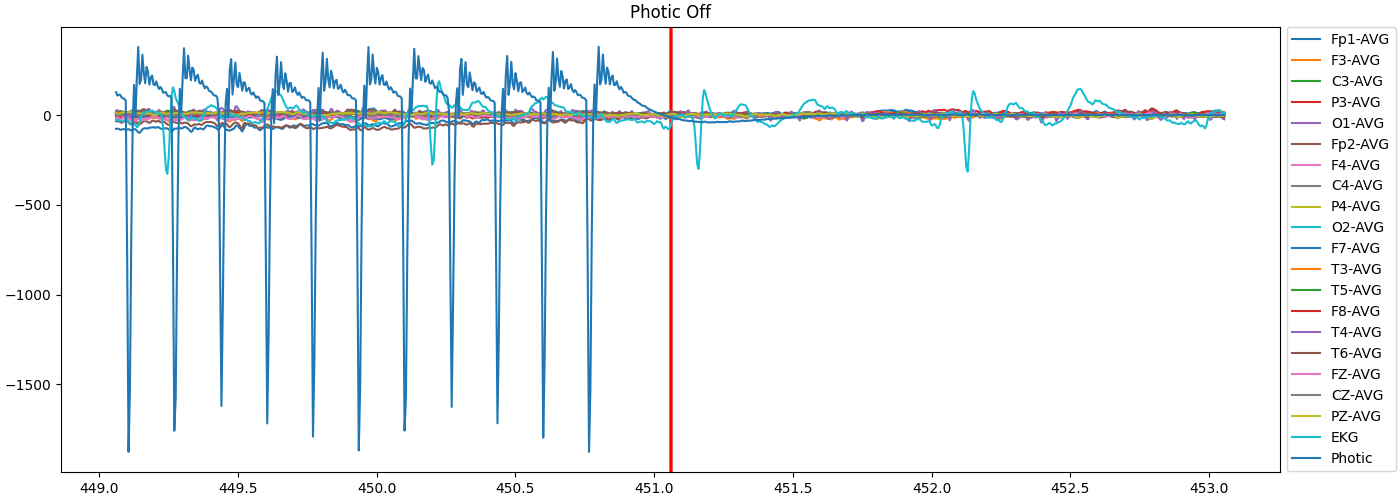 Photic Off
0
−500
−1000
−1500
449.0
449.5
450.0
450.5
451.0
451.5
452.0
452.5
453.0
Fp1-AVG
F3-AVG
C3-AVG
P3-AVG
O1-AVG
Fp2-AVG
F4-AVG
C4-AVG
P4-AVG
O2-AVG
F7-AVG
T3-AVG
T5-AVG
F8-AVG
T4-AVG
T6-AVG
FZ-AVG
CZ-AVG
PZ-AVG
EKG
Photic